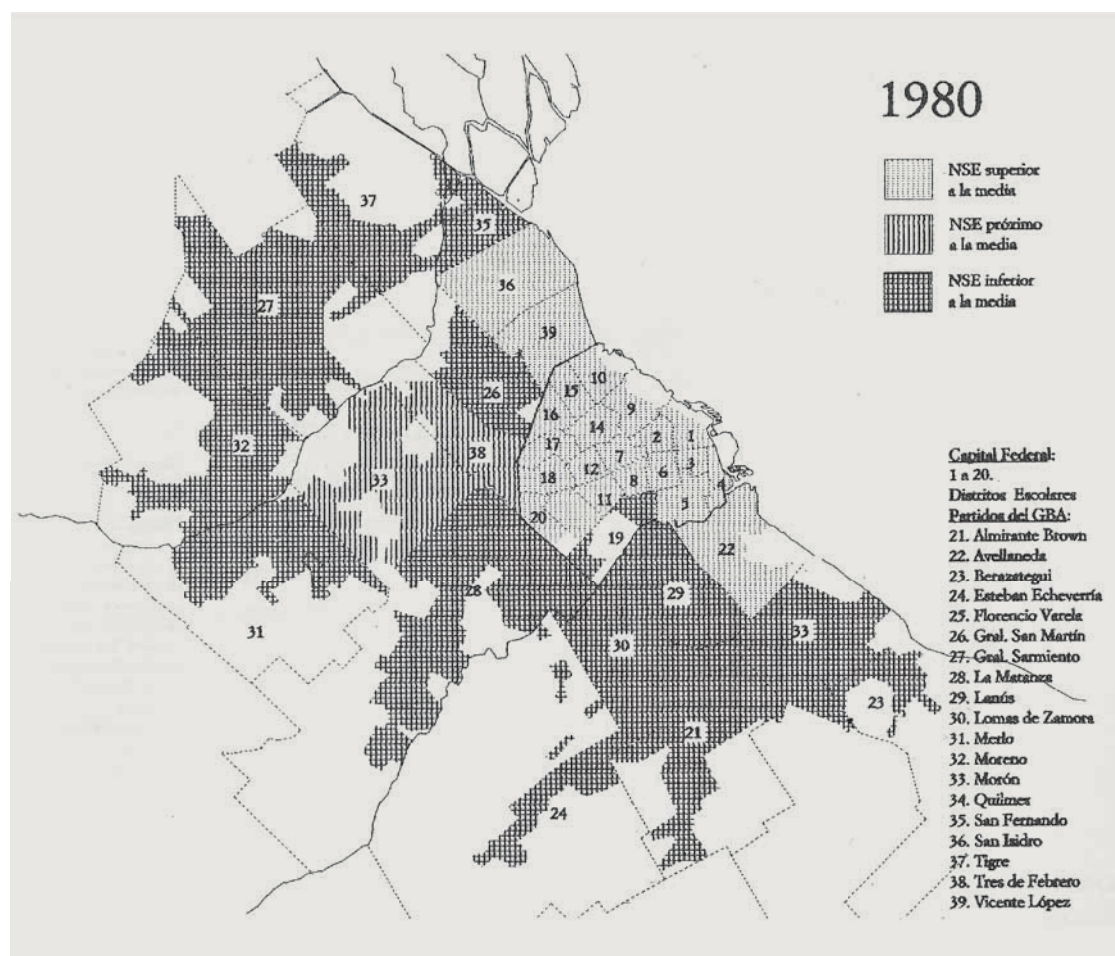 1980
NSE superior
a la media
NSE próximo
a la media
NSE inferior
a la media
37
35
36
27
39
26
10
15
9
16
14
2
1
32
38
17
7
12
3
33
18
6
8
4
11
5
20
19
22
28
29
31
30
33
23
21
24
Capital Federal:
1 a 20.
Distritos Escolares
Partidos del GBA:
21. Almirante Brown
22. Avellaneda
23. Berazategui
24. Esteban Echeverría
25. Florencio Varela
26. Gral. San Martín
27. Gral. Sarmiento
28. La Matanza
29. Lanús
30. Lomas de Zamora
31. Merlo
32. Moreno
33. Morón
34. Quilmes
35. San Fernando
36. San Isidro
37. Tigre
38. Tres de Febrero
39. Vicente López